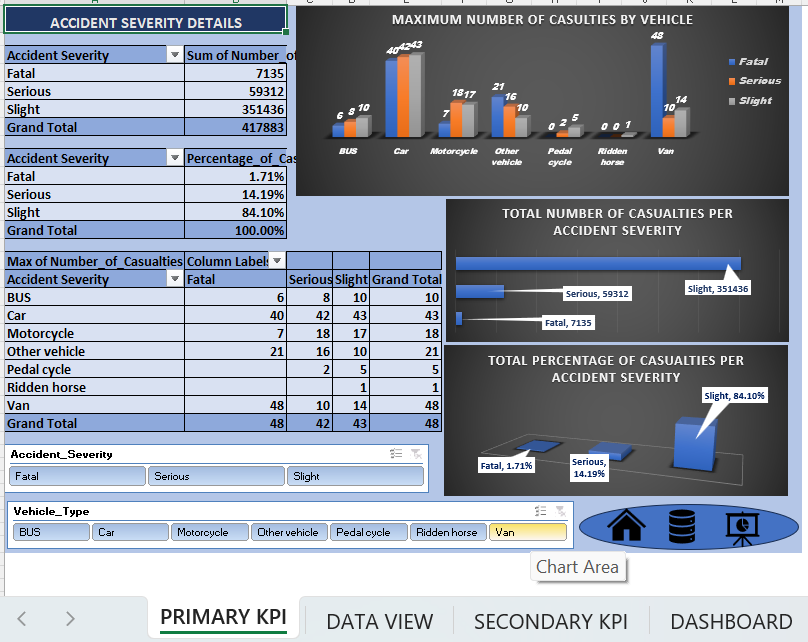 ACCIDENT SEVERITY DETAILS
Accident Severity Sum of Number_of
Fatal 7135
Serious 59312
Slight 351436
Grand Total 417883
Accident Severity Percentage_of_Cas
Fatal 1.71%
Serious 14.19%
Slight 84.10%
Grand Total 100.00%
Max of Number_of_Casualties Column Labels
Accident Severity Fatal Serious Slight Grand Total
BUS 6 8 10 10
Car 40 42 43 43
Motorcycle 7 18 17 18
Other vehicle 21 16 10 21
Pedal cycle 2 5 5
Ridden horse 1 1
Van 48 10 14 48
Grand Total 48 42 43 48
MAXIMUM NUMBER OF CASULTIES BY VEHICLE
6 8 10
40 42 43
7 18 17
21 16 10
0 2 5
0 0 1
48 10 14
BUS Car Motorcycle Other vehicle Pedal cycle Ridden horse Van
Fatal
Serious
Slight
TOTAL NUMBER OF CASUALTIES PER
ACCIDENT SEVERITY
Slight, 351436
Serious, 59312
Fatal, 7135
TOTAL PERCENTAGE OF CASUALTIES PER
ACCIDENT SEVERITY
Slight, 84.10%
Fatal, 1.71%
Serious,
14.19%
Accident_Severity
Fatal Serious Slight
Vehicle_Type
BUS Car Motorcycle Other vehicle Pedal cycle Ridden horse Van
Chart Area
PRIMARY KPI DATA VIEW SECONDARY KPI DASHBOARD